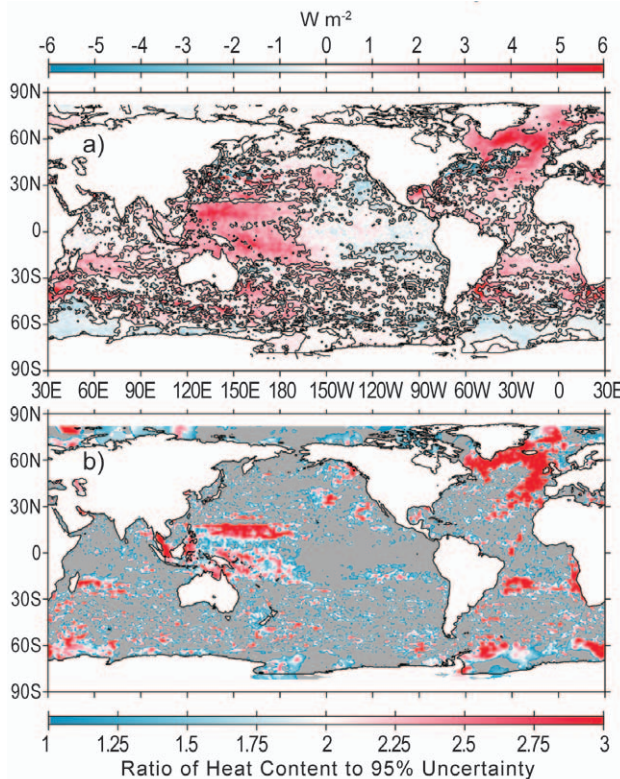 W m-2
-6 -5 -4 -3 -2 -1 0 1 2 3 4 5 6
90N
a)
60N
30N
0
30S
60S
90S
30E 60E 90E 120E 150E 180 150W 120W 90W 60W 30W 0 30E
90N
b)
60N
30N
0
30S
60S
90S
1 1.25 1.5 1.75 2 2.25 2.5 2.75 3
Ratio of Heat Content to 95% Uncertainty